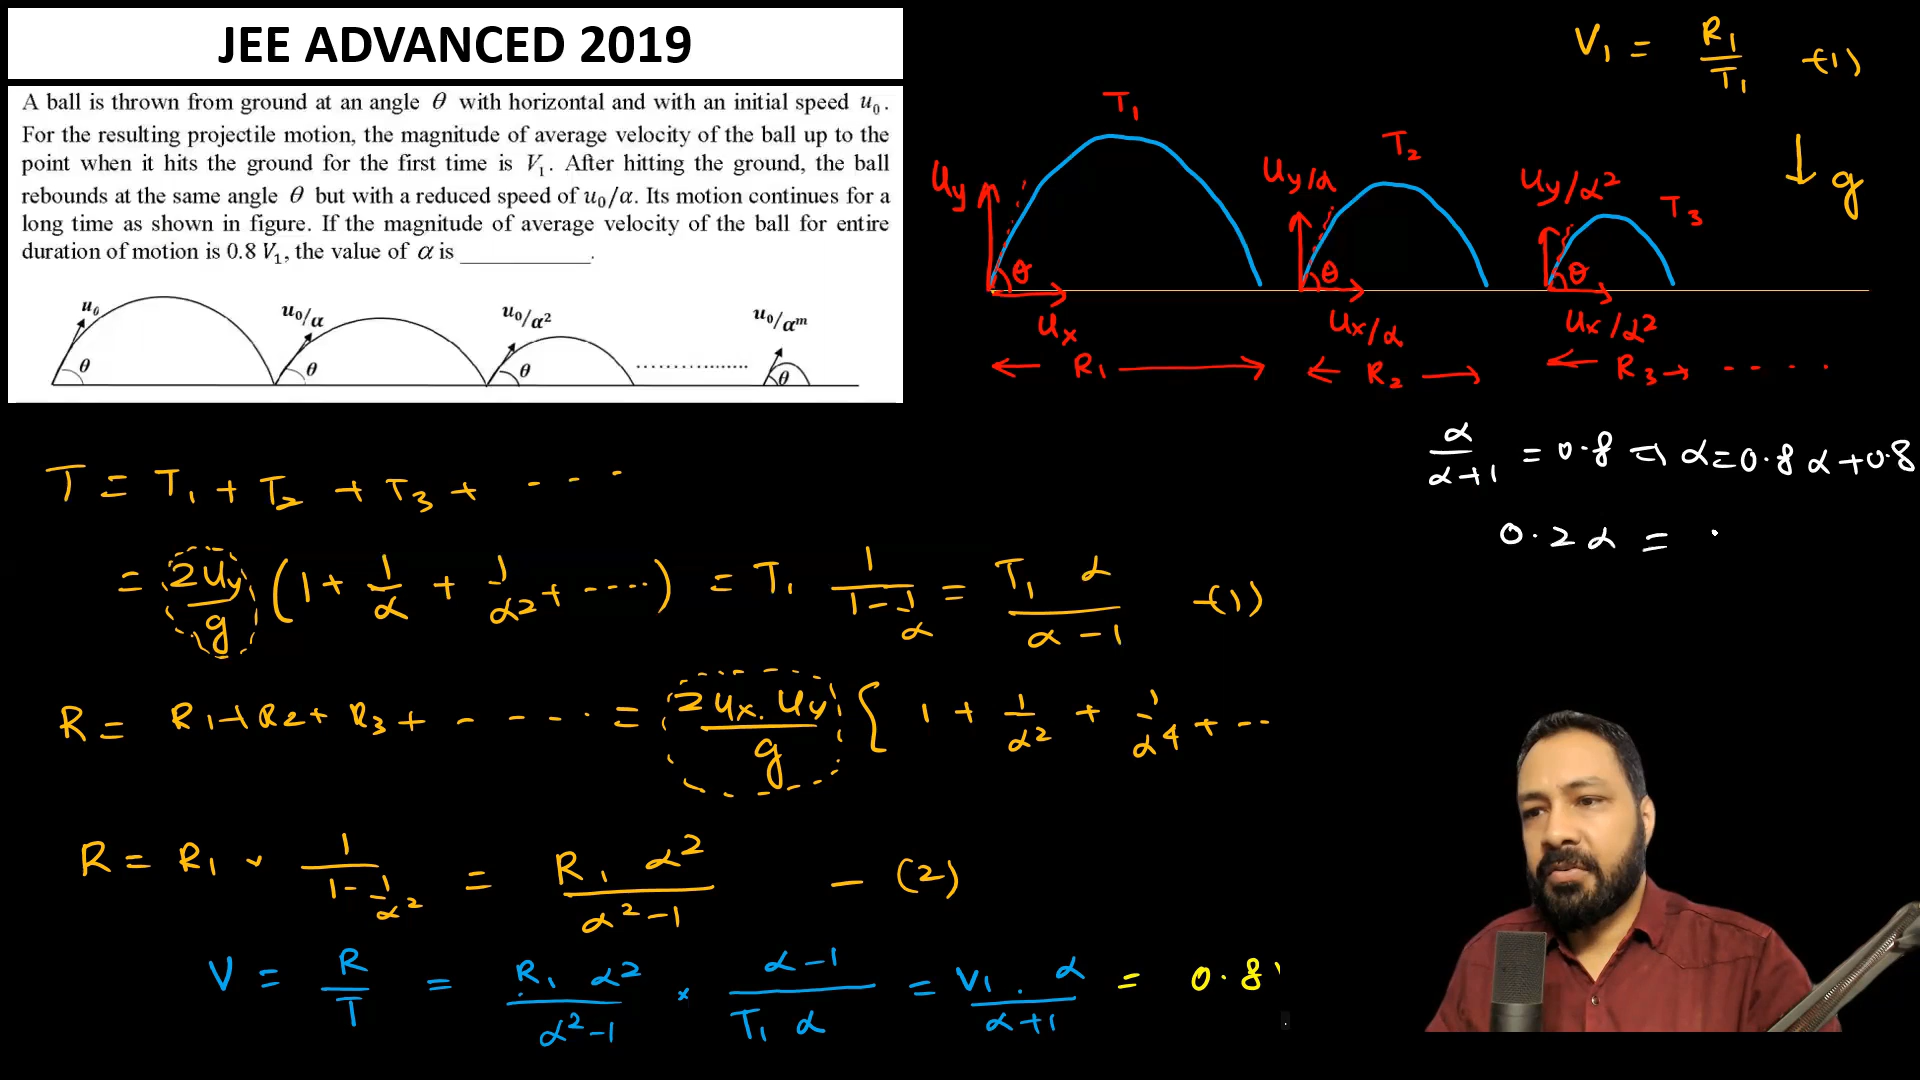 JEE ADVANCED 2019
A ball is thrown from ground at an angle θ with horizontal and with an initial speed u₀.
For the resulting projectile motion, the magnitude of average velocity of the ball up to the
point when it hits the ground for the first time is V₁. After hitting the ground, the ball
rebounds at the same angle θ but with a reduced speed of u₀/α. Its motion continues for a
long time as shown in figure. If the magnitude of average velocity of the ball for entire
duration of motion is 0.8 V₁, the value of α is ____________.
u₀ u₀/α u₀/α² u₀/αᵐ
θ θ θ θ
V₁ = R₁/T₁ -(1)
↓ g
T₁ T₂ T₃
Uy Uy/α Uy/α²
θ θ θ
Ux Ux/α Ux/α²
← R₁ → ← R₂ → ← R₃ → ----
α/(α+1) = 0.8 ⇒ α = 0.8α + 0.8
0.2α = .
T = T₁ + T₂ + T₃ + ---
= 2Uy/g (1 + 1/α + 1/α² + ----) = T₁ 1/(1 - 1/α) = T₁ α/(α - 1) -(1)
R = R₁ + R₂ + R₃ + ----- = 2Ux.Uy/g { 1 + 1/α² + 1/α⁴ + --
R = R₁ . 1/(1 - 1/α²) = R₁ α²/(α² - 1) - (2)
V = R/T = R₁ α²/(α² - 1) × (α - 1)/(T₁ α) = V₁ . α/(α + 1) = 0.8